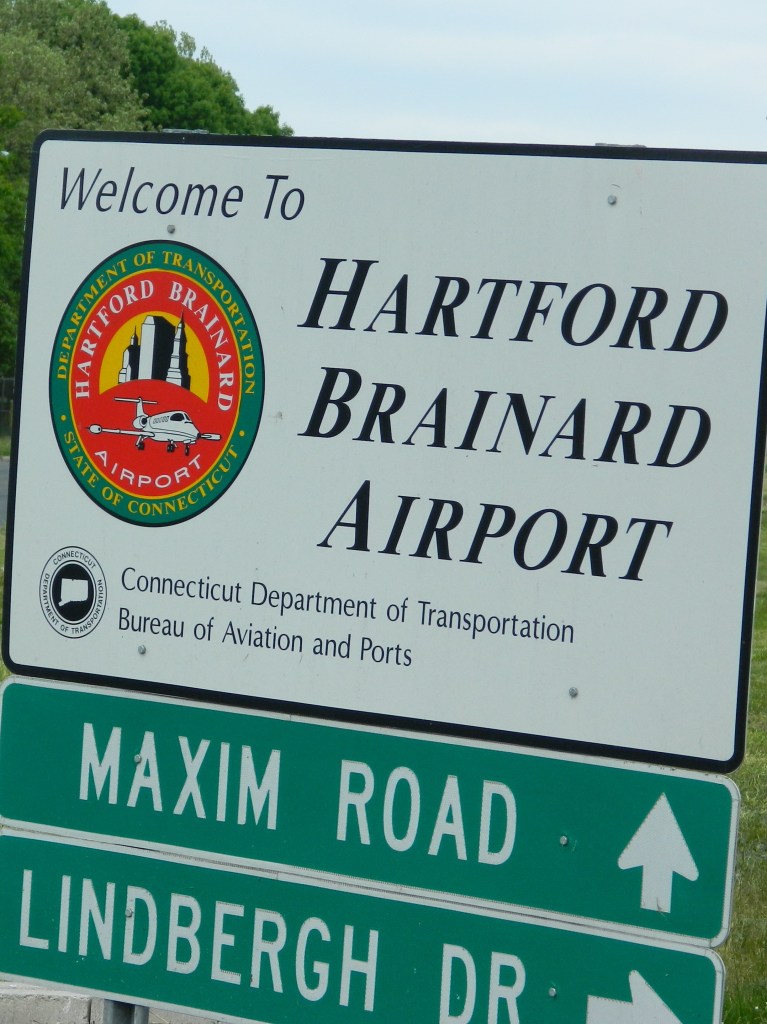 Welcome To
DEPARTMENT OF TRANSPORTATION
HARTFORD BRAINARD
AIRPORT
STATE OF CONNECTICUT
HARTFORD
BRAINARD
AIRPORT
CONNECTICUT
DEPARTMENT OF TRANSPORTATION
Connecticut Department of Transportation
Bureau of Aviation and Ports
MAXIM ROAD
LINDBERGH DR